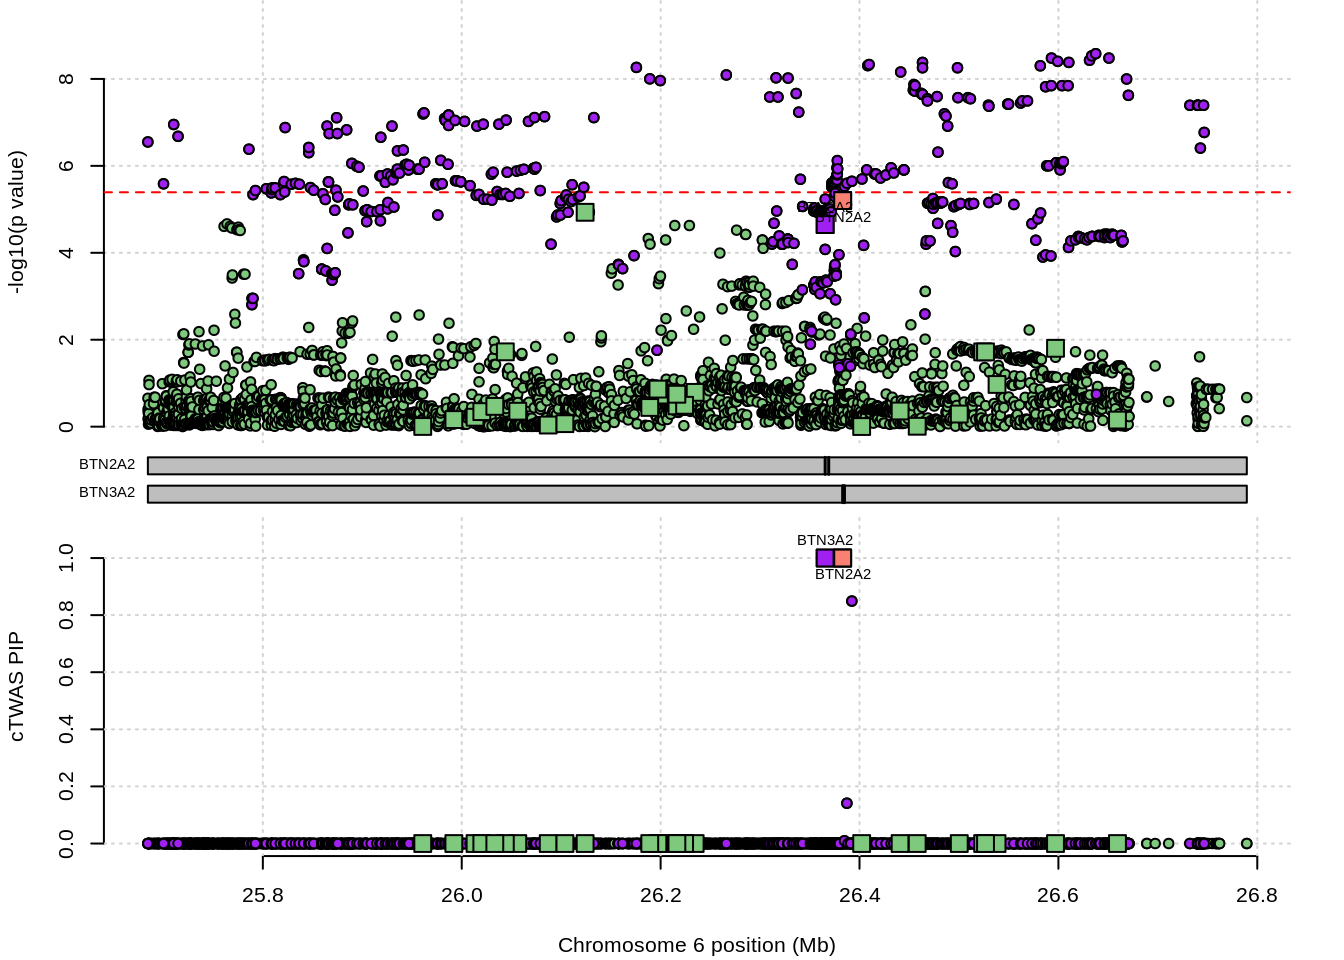 8
6
4
2
0
-log10(p value)
BTN3A2
BTN2A2
BTN2A2
BTN3A2
BTN3A2
BTN2A2
1.0
0.8
0.6
0.4
0.2
0.0
cTWAS PIP
25.8 26.0 26.2 26.4 26.6 26.8
Chromosome 6 position (Mb)